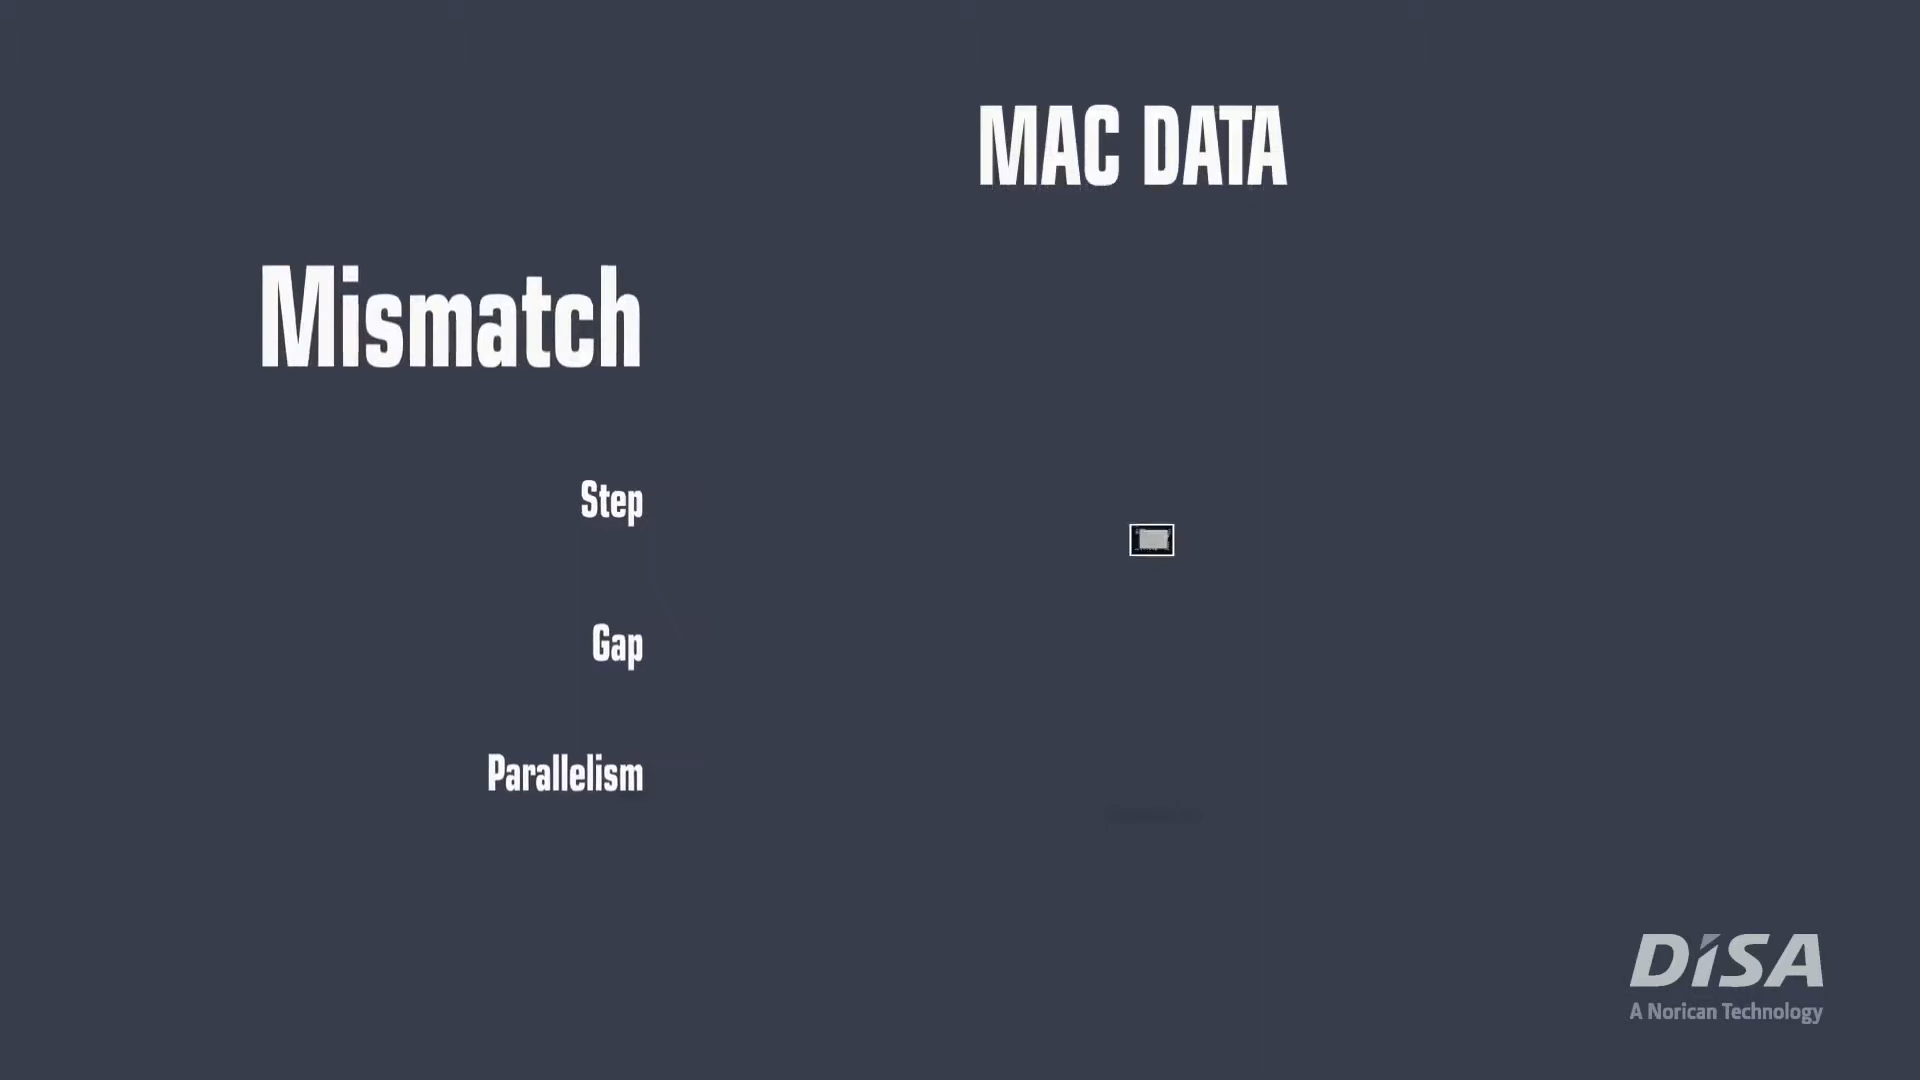 MAC DATA
Mismatch
Step
Gap
Parallelism
DISA
A Norican Technology